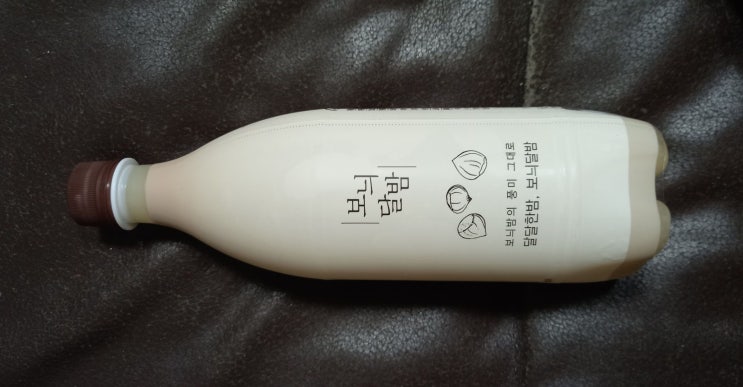 보늬
달밤
보늬밤의 풍미 그대로
달달한밤, 보늬달밤